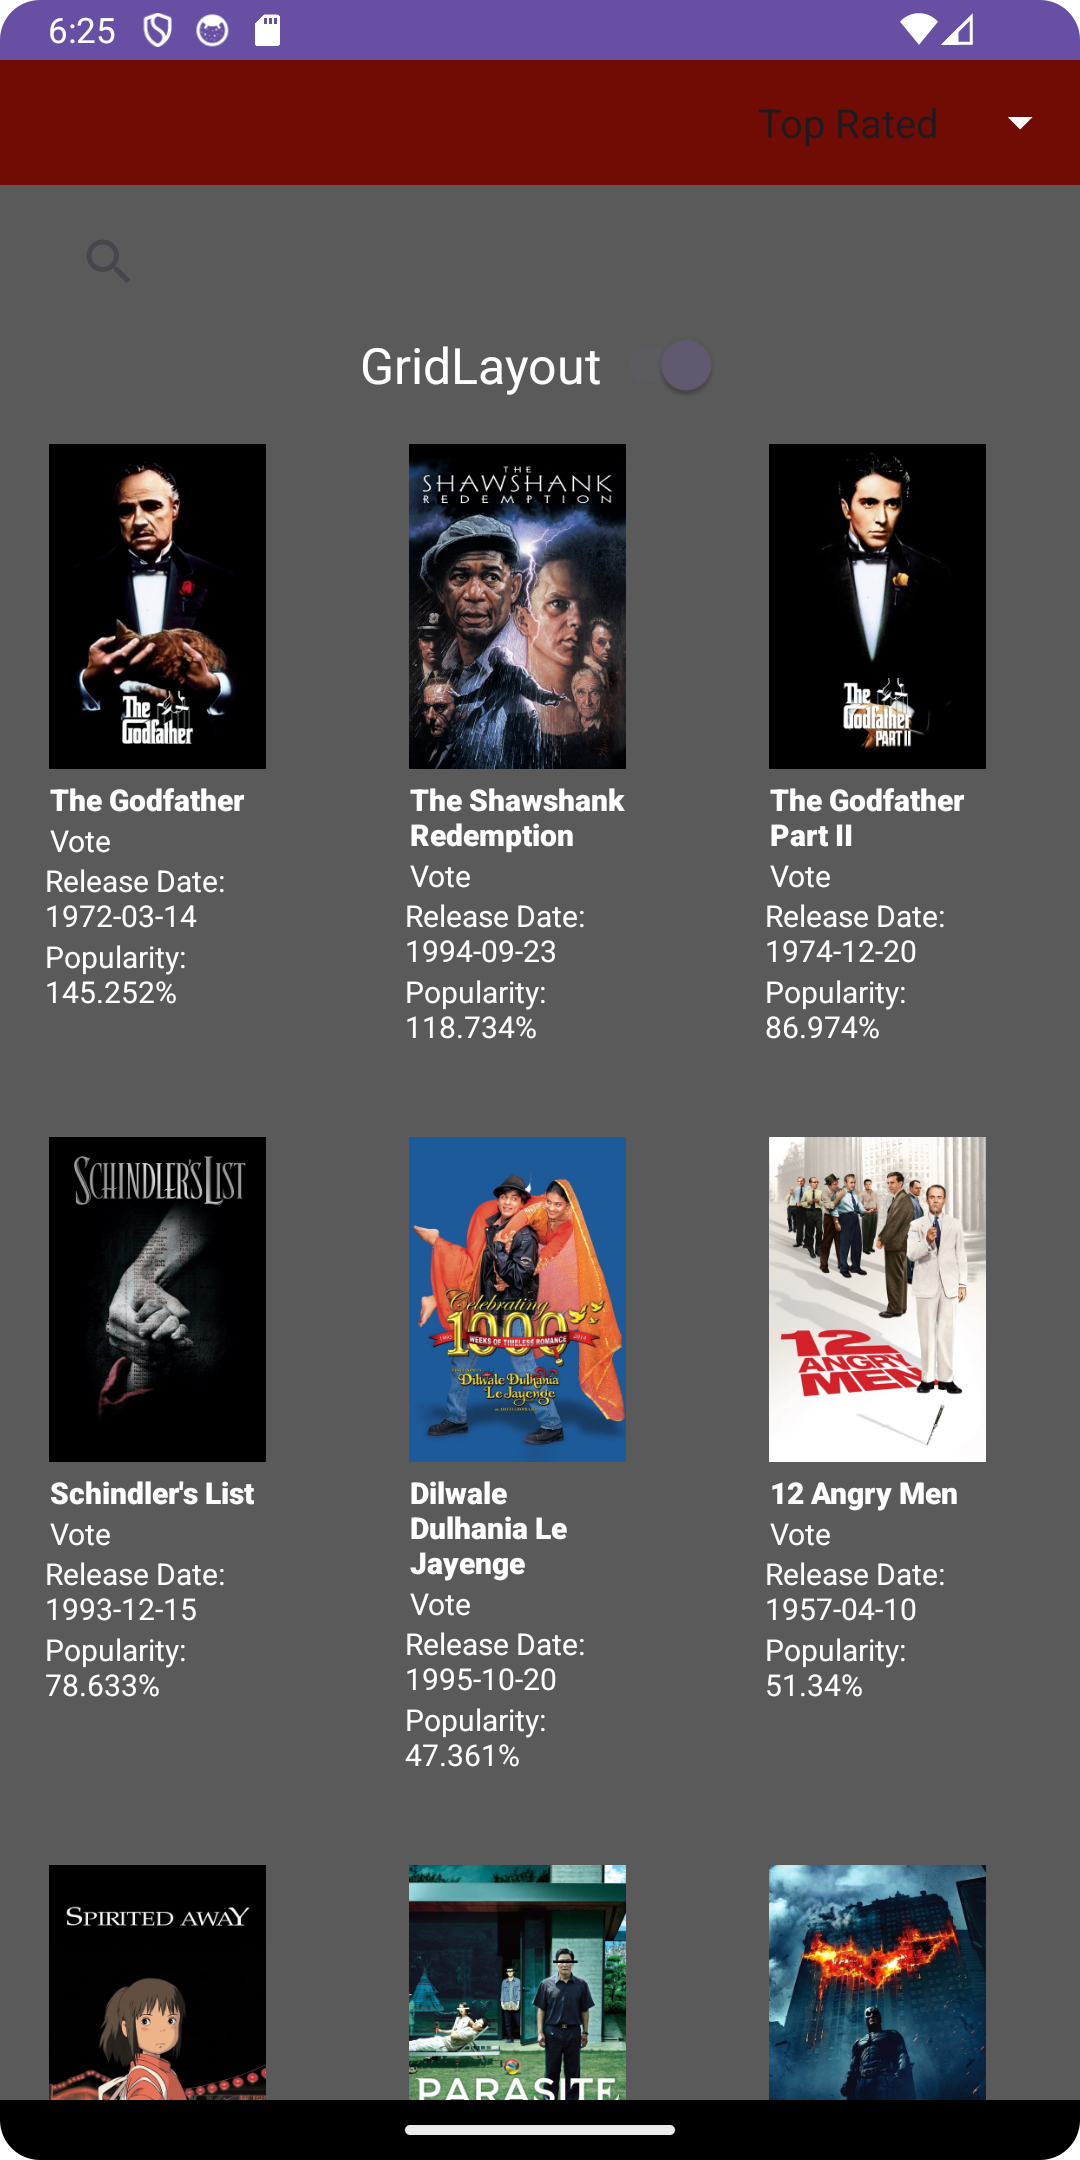 6:25
Top Rated
GridLayout
THE
SHAWSHANK
REDEMPTION
The
Godfather
The
Godfather
PART II
The Godfather
Vote
Release Date:
1972-03-14
Popularity:
145.252%
The Shawshank
Redemption
Vote
Release Date:
1994-09-23
Popularity:
118.734%
The Godfather
Part II
Vote
Release Date:
1974-12-20
Popularity:
86.974%
SCHINDLER'S LIST
Celebrating
1000
1995
WEEKS OF TIMELESS ROMANCE
2014
Dilwale Dulhania
Le Jayenge
12
ANGRY
MEN
Schindler's List
Vote
Release Date:
1993-12-15
Popularity:
78.633%
Dilwale
Dulhania Le
Jayenge
Vote
Release Date:
1995-10-20
Popularity:
47.361%
12 Angry Men
Vote
Release Date:
1957-04-10
Popularity:
51.34%
SPIRITED AWAY
PARASITE